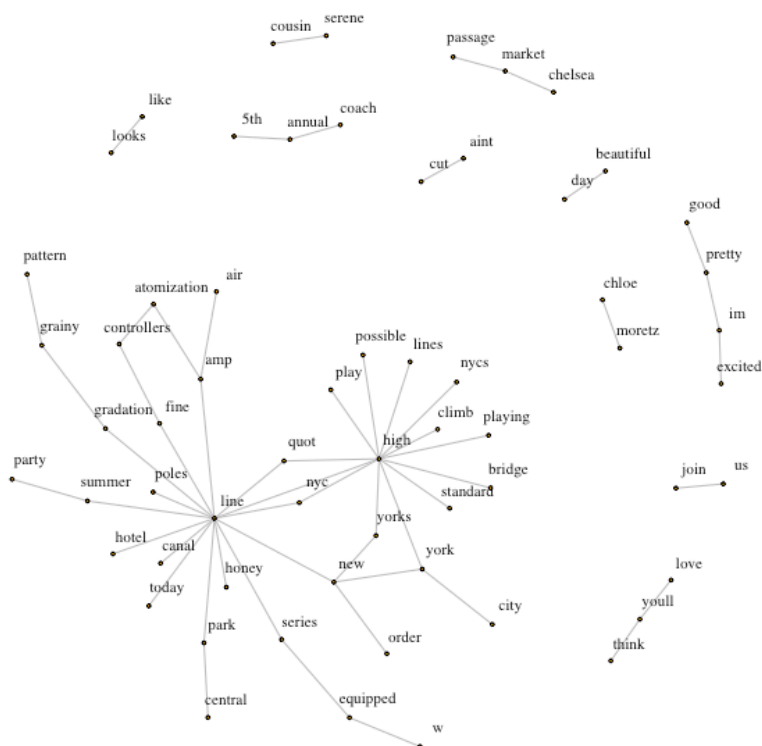 cousin
serene
passage
market
chelsea
like
looks
5th
annual
coach
cut
aint
beautiful
day
good
pretty
im
excited
chloe
moretz
pattern
grainy
gradation
atomization
air
controllers
amp
fine
possible
lines
play
nycs
climb
playing
high
quot
bridge
standard
party
summer
poles
nyc
line
join
us
hotel
canal
honey
today
yorks
new
york
love
youll
think
park
series
order
city
central
equipped
w